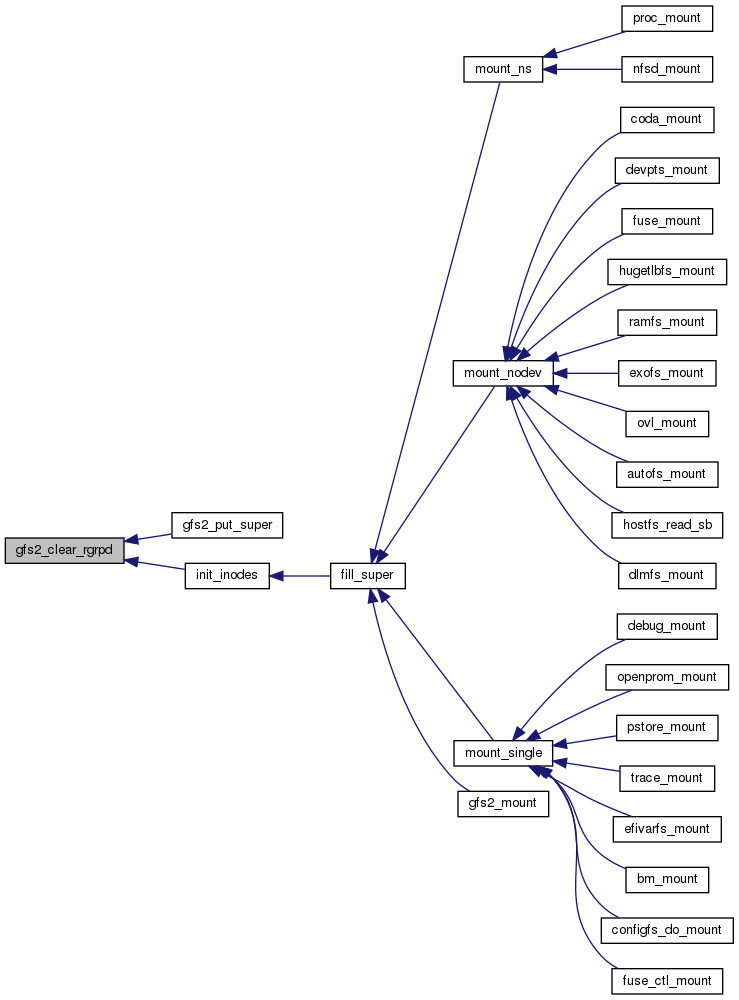 proc_mount
mount_ns
nfsd_mount
coda_mount
devpts_mount
fuse_mount
hugetlbfs_mount
ramfs_mount
mount_nodev
exofs_mount
ovl_mount
autofs_mount
gfs2_put_super
hostfs_read_sb
gfs2_clear_rgrpd
init_inodes
fill_super
dlmfs_mount
debug_mount
openprom_mount
pstore_mount
mount_single
trace_mount
gfs2_mount
efivarfs_mount
bm_mount
configfs_do_mount
fuse_ctl_mount